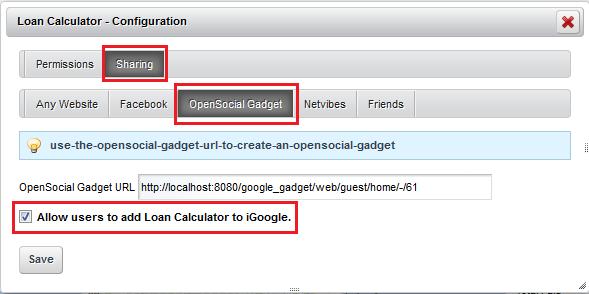 Loan Calculator - Configuration
Permissions Sharing
Any Website Facebook OpenSocial Gadget Netvibes Friends
use-the-opensocial-gadget-url-to-create-an-opensocial-gadget
OpenSocial Gadget URL http://localhost:8080/google_gadget/web/guest/home/-/61
Allow users to add Loan Calculator to iGoogle.
Save